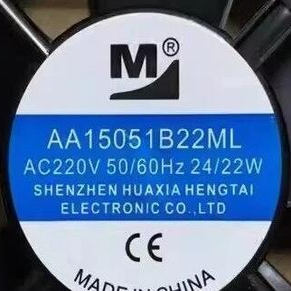 M®
AA15051B22ML
AC220V 50/60Hz 24/22W
SHENZHEN HUAXIA HENGTAI
ELECTRONIC CO.,LTD
CE
MADE IN CHINA